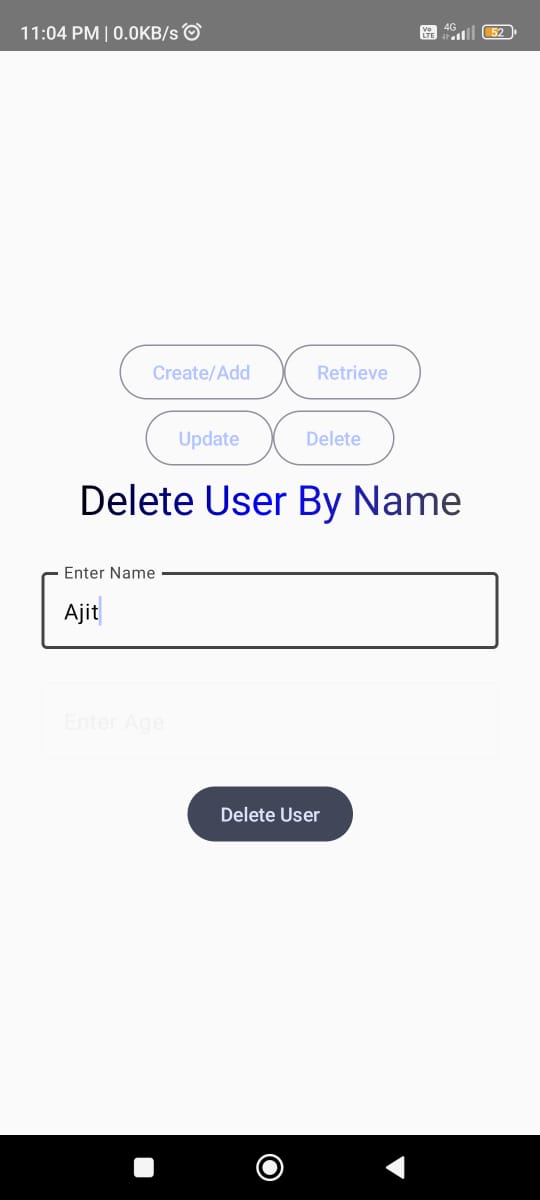 11:04 PM | 0.0KB/s Vo LTE 4G 52
Create/Add Retrieve
Update Delete
Delete User By Name
Enter Name
Ajit
Enter Age
Delete User